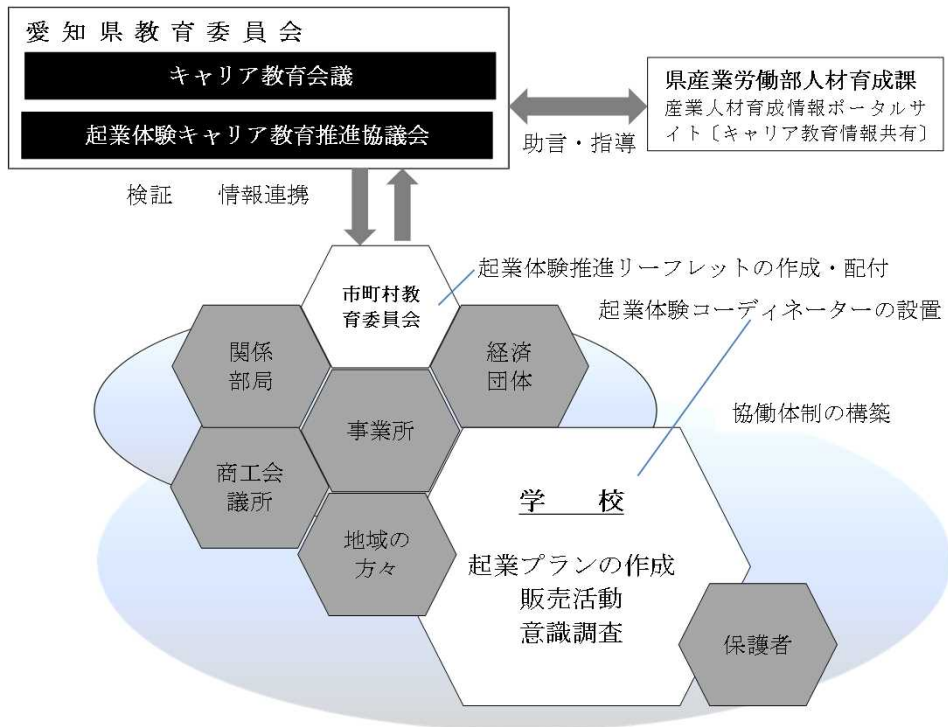 愛知県教育委員会
キャリア教育会議
起業体験キャリア教育推進協議会
県産業労働部人材育成課
産業人材育成情報ポータルサ
イト〔キャリア教育情報共有〕
助言・指導
検証　　情報連携
市町村教
育委員会
起業体験推進リーフレットの作成・配付
起業体験コーディネーターの設置
関係
部局
経済
団体
協働体制の構築
事業所
商工会
議所
学　　校
地域の
方々
起業プランの作成
販売活動
意識調査
保護者